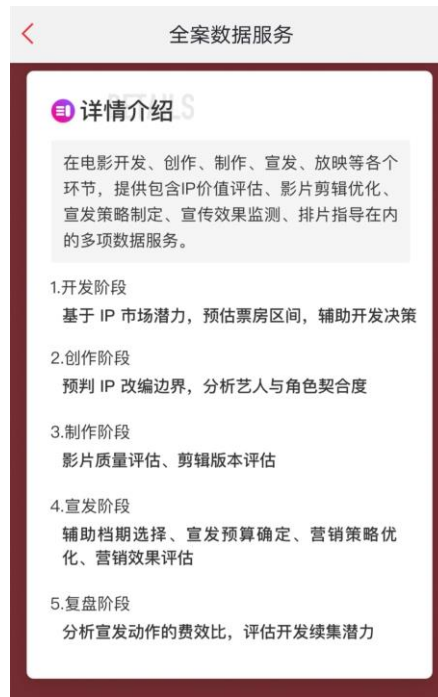 全案数据服务
详情介绍
在电影开发、创作、制作、宣发、放映等各个
环节，提供包含IP价值评估、影片剪辑优化、
宣发策略制定、宣传效果监测、排片指导在内
的多项数据服务。
1.开发阶段
基于 IP 市场潜力，预估票房区间，辅助开发决策
2.创作阶段
预判 IP 改编边界，分析艺人与角色契合度
3.制作阶段
影片质量评估、剪辑版本评估
4.宣发阶段
辅助档期选择、宣发预算确定、营销策略优
化、营销效果评估
5.复盘阶段
分析宣发动作的费效比，评估开发续集潜力